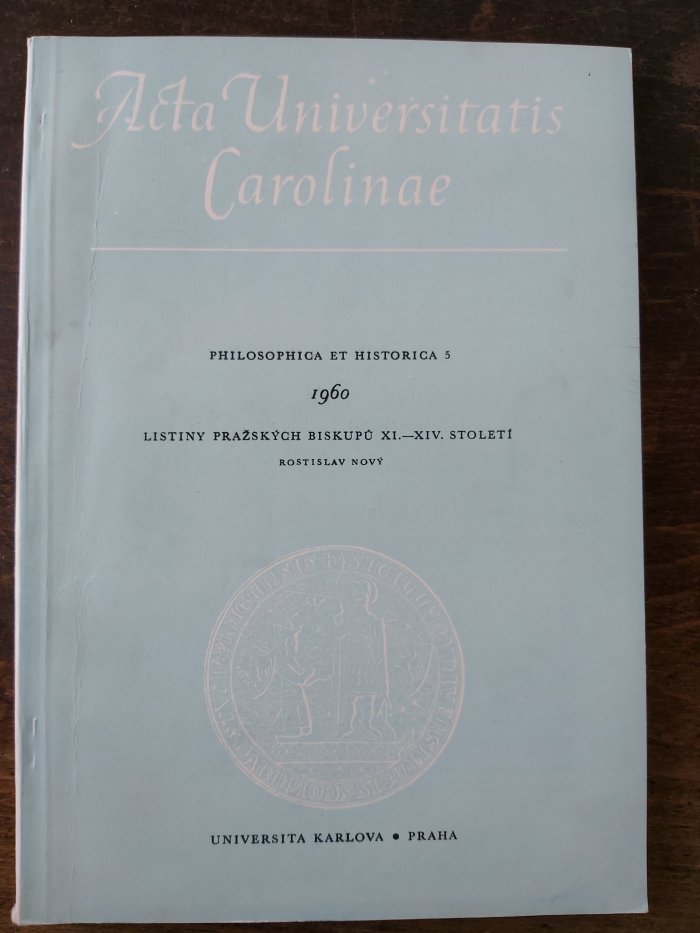 Acta Universitatis
Carolinae
PHILOSOPHICA ET HISTORICA 5
1960
LISTINY PRAŽSKÝCH BISKUPŮ XI.—XIV. STOLETÍ
ROSTISLAV NOVÝ
UNIVERSITA KARLOVA • PRAHA